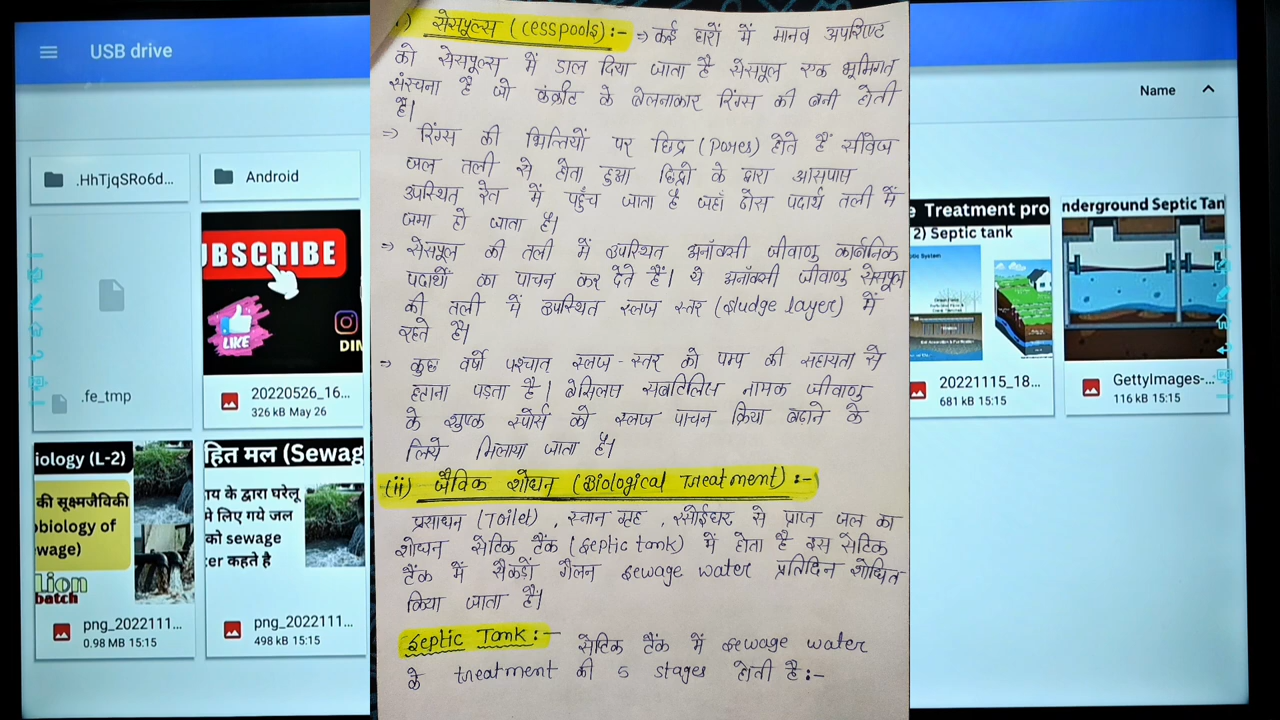 USB drive
.HhTjqSRo6d...
Android
UBSCRIBE
LIKE
DIM
.fe_tmp
20220526_16...
326 kB May 26
iology (L-2)
की सूक्ष्मजैविकी
obiology of
wage)
lion
batch
png_2022111...
0.98 MB 15:15
हित मल (Sewag
य के द्वारा घरेलू
मे लिए गये जल
को sewage
er कहते है
png_2022111...
498 kB 15:15
i) सेसपूल्स (cesspools) :- ⇒ कई घरों में मानव अपशिष्ट
को सेसपूल्स में डाल दिया जाता है सेसपूल एक भूमिगत
संरचना है जो कंक्रीट के बेलनाकार रिंग्स की बनी होती
है।
⇒ रिंग्स की भित्तियों पर छिद्र (Pores) होते हैं सीवेज
जल तली से होता हुआ छिद्रो के द्वारा आसपास
उपस्थित रेत में पहुँच जाता है जहाँ ठोस पदार्थ तली में
जमा हो जाता है।
⇒ सेसपूल की तली में उपस्थित अनॉक्सी जीवाणु कार्बनिक
पदार्थों का पाचन कर देते हैं। ये अनॉक्सी जीवाणु सेसपूल
की तली में उपस्थित स्लज स्तर (Sludge layer) में
रहते है।
⇒ कुछ वर्षो पश्चात् स्लज - स्तर को पम्प की सहायता से
हटाना पड़ता है। बेसिलस सबटिलिस नामक जीवाणु
के शुष्क स्पोर्स को स्लज पाचन क्रिया बढ़ाने के
लिये मिलाया जाता है।
(ii) जैविक शोधन (Biological Treatment) :-
प्रसाधन (Toilet) , स्नान गृह , रसोईघर से प्राप्त जल का
शोधन सेप्टिक टैंक (Septic tank) में होता है इस सेप्टिक
टैंक में सैकड़ों गैलन sewage water प्रतिदिन शोधित
किया जाता है।
Septic Tank :- सेप्टिक टैंक में sewage water
के treatment की 5 stages होती है :-
Name
e Treatment pro
2) Septic tank
20221115_18...
681 kB 15:15
nderground Septic Tan
GettyImages-...
116 kB 15:15